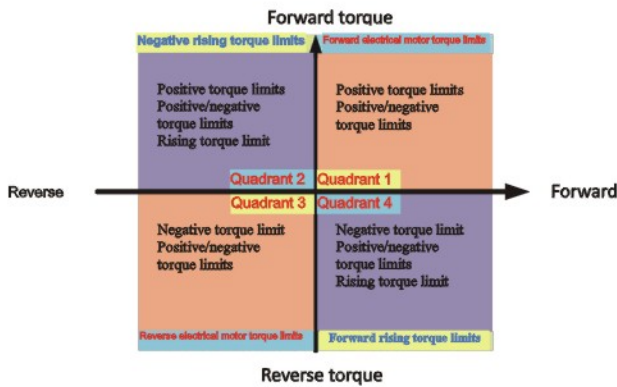 Forward torque
Negative rising torque limits
Forward electrical motor torque limits
Positive torque limits
Positive/negative
torque limits
Rising torque limit
Positive torque limits
Positive/negative
torque limits
Quadrant 2
Quadrant 1
Reverse
Forward
Quadrant 3
Quadrant 4
Negative torque limit
Positive/negative
torque limits
Negative torque limit
Positive/negative
torque limits
Rising torque limit
Reverse electrical motor torque limits
Forward rising torque limits
Reverse torque